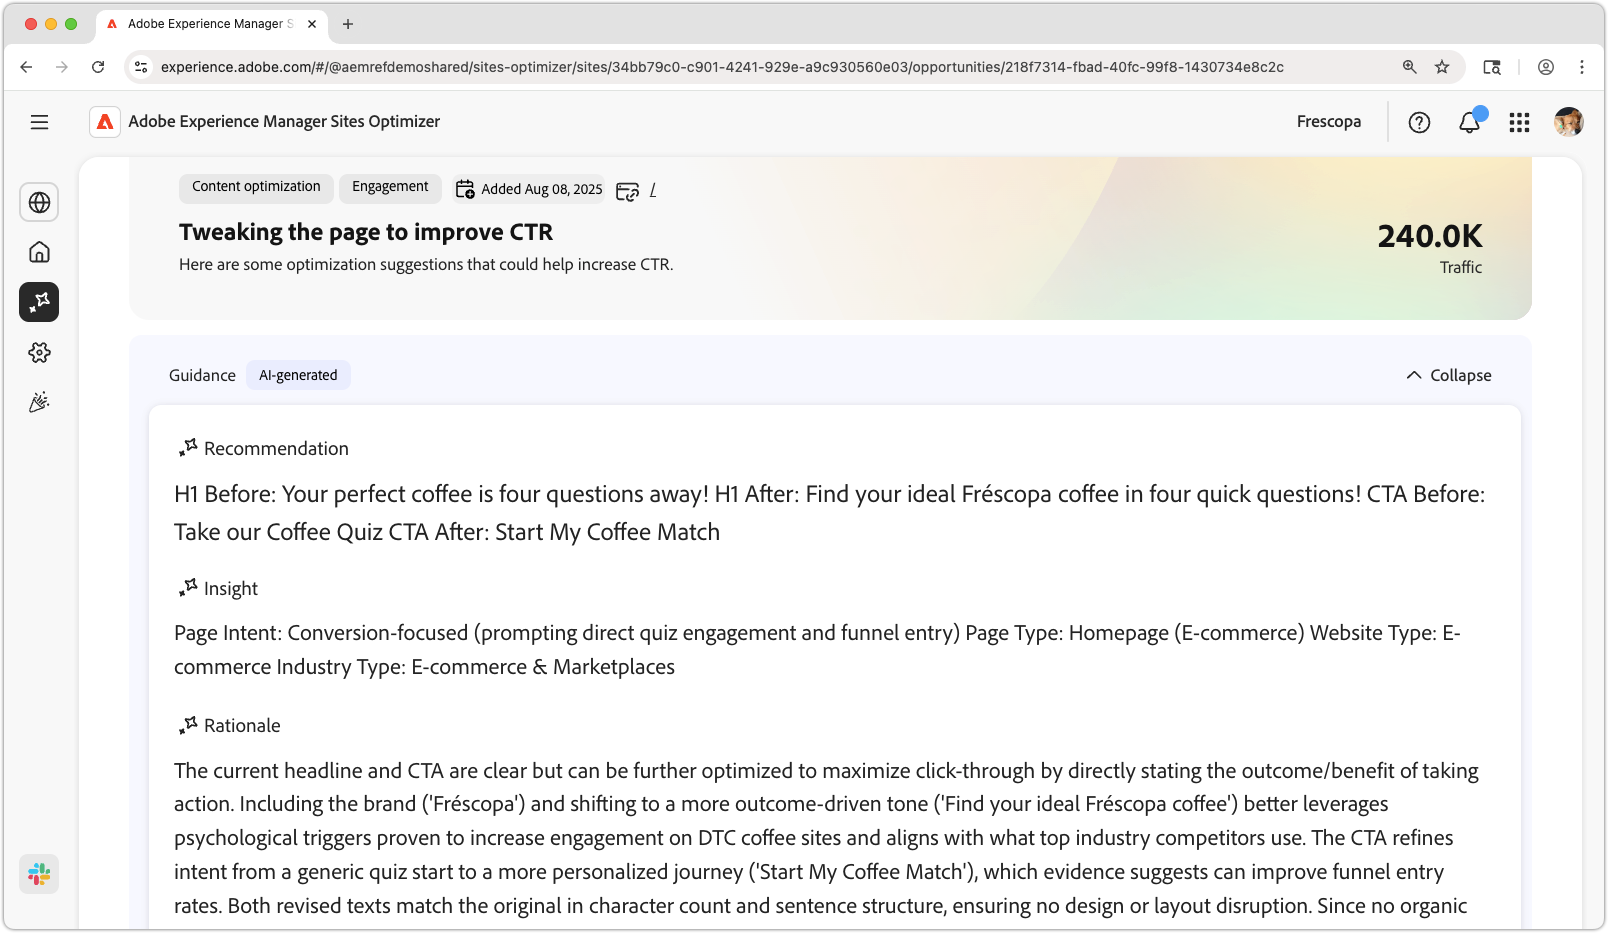 Adobe Experience Manager S
experience.adobe.com/#/@aemrefdemoshared/sites-optimizer/sites/34bb79c0-c901-4241-929e-a9c930560e03/opportunities/218f7314-fbad-40fc-99f8-1430734e8c2c
Adobe Experience Manager Sites Optimizer
Frescopa
Content optimization
Engagement
Added Aug 08, 2025
/
Tweaking the page to improve CTR
Here are some optimization suggestions that could help increase CTR.
240.0K
Traffic
Guidance
AI-generated
Collapse
Recommendation
H1 Before: Your perfect coffee is four questions away! H1 After: Find your ideal Fréscopa coffee in four quick questions! CTA Before:
Take our Coffee Quiz CTA After: Start My Coffee Match
Insight
Page Intent: Conversion-focused (prompting direct quiz engagement and funnel entry) Page Type: Homepage (E-commerce) Website Type: E-
commerce Industry Type: E-commerce & Marketplaces
Rationale
The current headline and CTA are clear but can be further optimized to maximize click-through by directly stating the outcome/benefit of taking
action. Including the brand ('Fréscopa') and shifting to a more outcome-driven tone ('Find your ideal Fréscopa coffee') better leverages
psychological triggers proven to increase engagement on DTC coffee sites and aligns with what top industry competitors use. The CTA refines
intent from a generic quiz start to a more personalized journey ('Start My Coffee Match'), which evidence suggests can improve funnel entry
rates. Both revised texts match the original in character count and sentence structure, ensuring no design or layout disruption. Since no organic